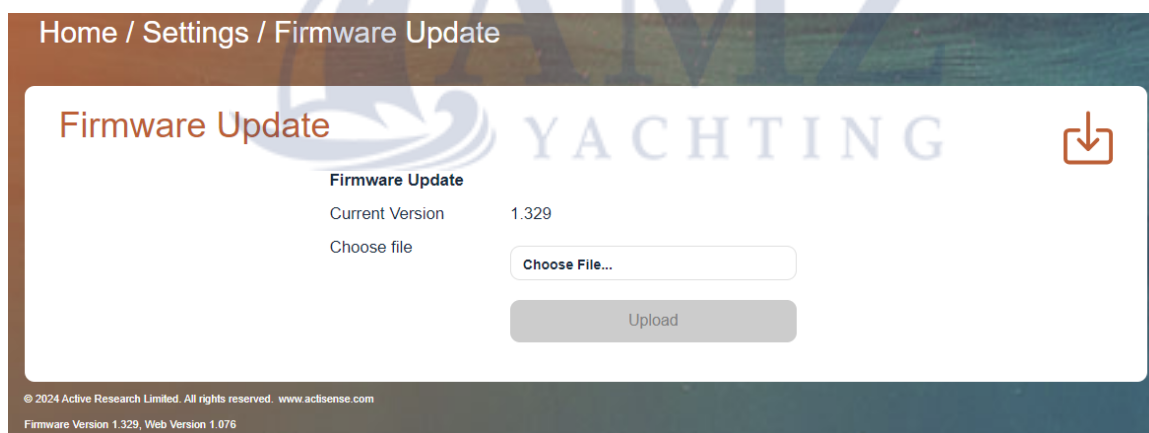 AMZ
Home / Settings / Firmware Update
Firmware Update
YACHTING
Firmware Update
Current Version 1.329
Choose file
Choose File...
Upload
© 2024 Active Research Limited. All rights reserved. www.actisense.com
Firmware Version 1.329, Web Version 1.076